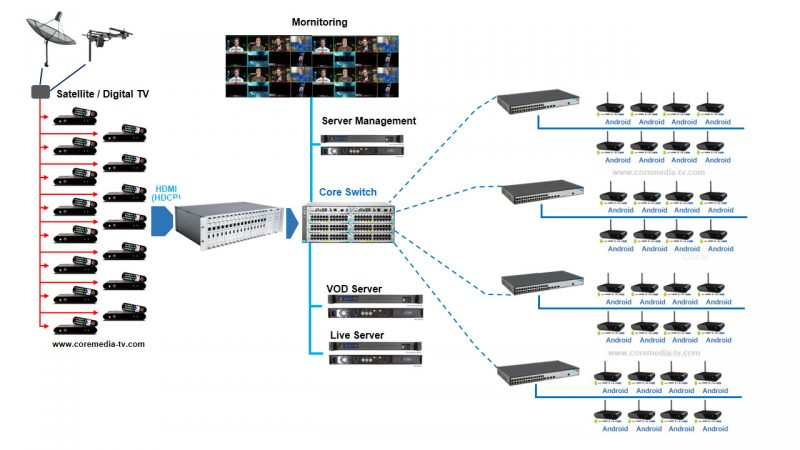 Mornitoring
Satellite / Digital TV
Server Management
HDMI
(HDCP)
Core Switch
VOD Server
Live Server
www.coremedia-tv.com
Android Android Android Android
Android Android Android Android
www.coremedia-tv.com
Android Android Android Android
Android Android Android Android
Android Android Android Android
Android Android Android Android
www.coremedia-tv.com
Android Android Android Android
Android Android Android Android